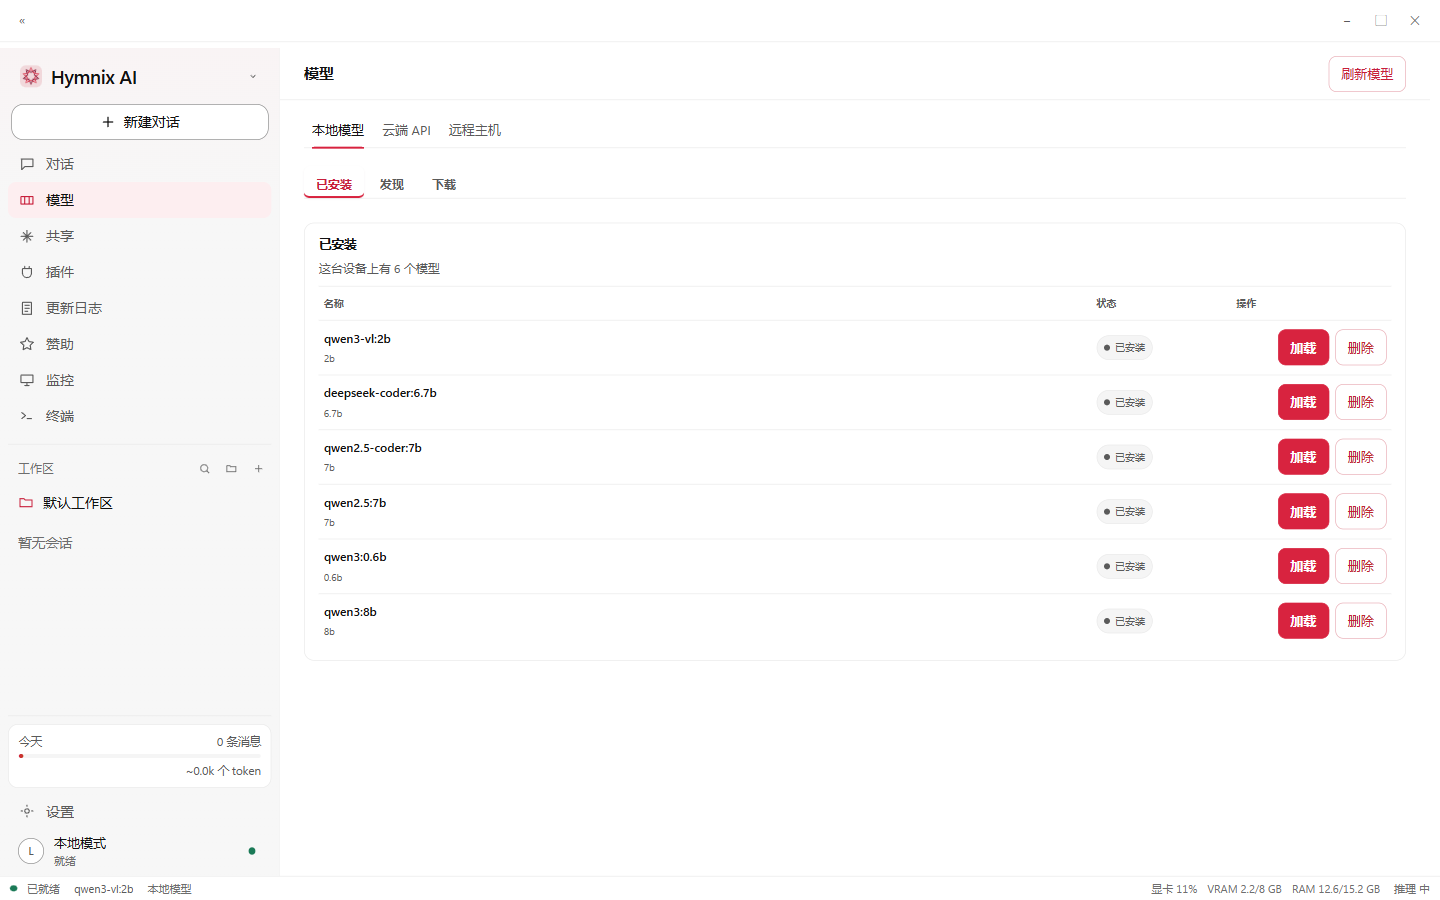 «
Hymnix AI
新建对话
对话
模型
共享
插件
更新日志
赞助
监控
终端
工作区
默认工作区
暂无会话
今天 0 条消息
~0.0k 个 token
设置
L
本地模式
就绪
模型
刷新模型
本地模型 云端 API 远程主机
已安装 发现 下载
已安装
这台设备上有 6 个模型
名称 状态 操作
qwen3-vl:2b
2b
已安装 加载 删除
deepseek-coder:6.7b
6.7b
已安装 加载 删除
qwen2.5-coder:7b
7b
已安装 加载 删除
qwen2.5:7b
7b
已安装 加载 删除
qwen3:0.6b
0.6b
已安装 加载 删除
qwen3:8b
8b
已安装 加载 删除
已就绪 qwen3-vl:2b 本地模型
显卡 11% VRAM 2.2/8 GB RAM 12.6/15.2 GB 推理 中